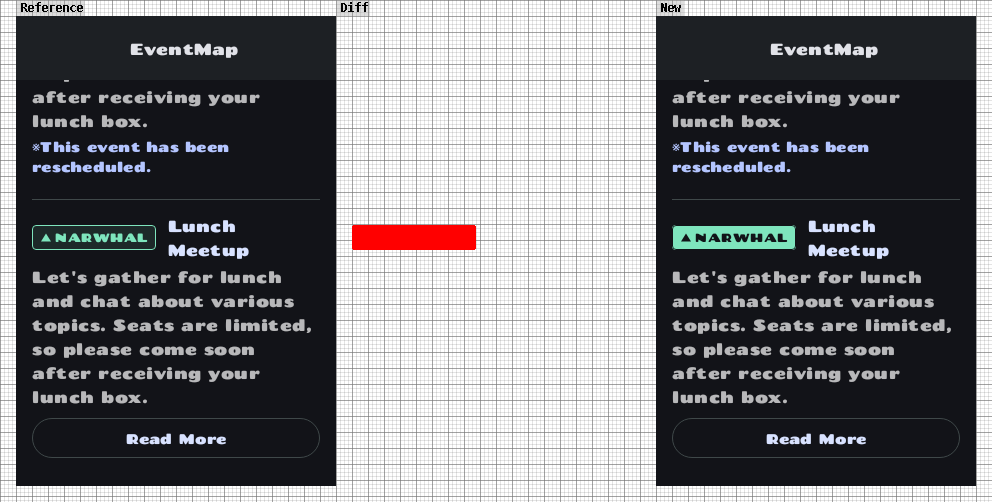 Reference
Diff
New
EventMap
after receiving your
lunch box.
※This event has been
rescheduled.
▲NARWHAL
Lunch
Meetup
Let's gather for lunch
and chat about various
topics. Seats are limited,
so please come soon
after receiving your
lunch box.
Read More
EventMap
after receiving your
lunch box.
※This event has been
rescheduled.
▲NARWHAL
Lunch
Meetup
Let's gather for lunch
and chat about various
topics. Seats are limited,
so please come soon
after receiving your
lunch box.
Read More